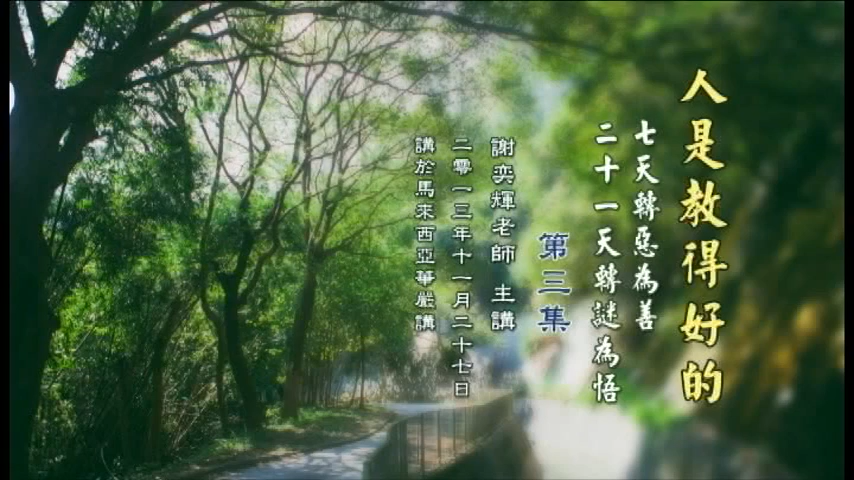 人是教得好的
七天轉惡為善
二十一天轉謎為悟
第三集
謝奕輝老師 主講
二零一三年十一月二十七日
講於馬來西亞華嚴講